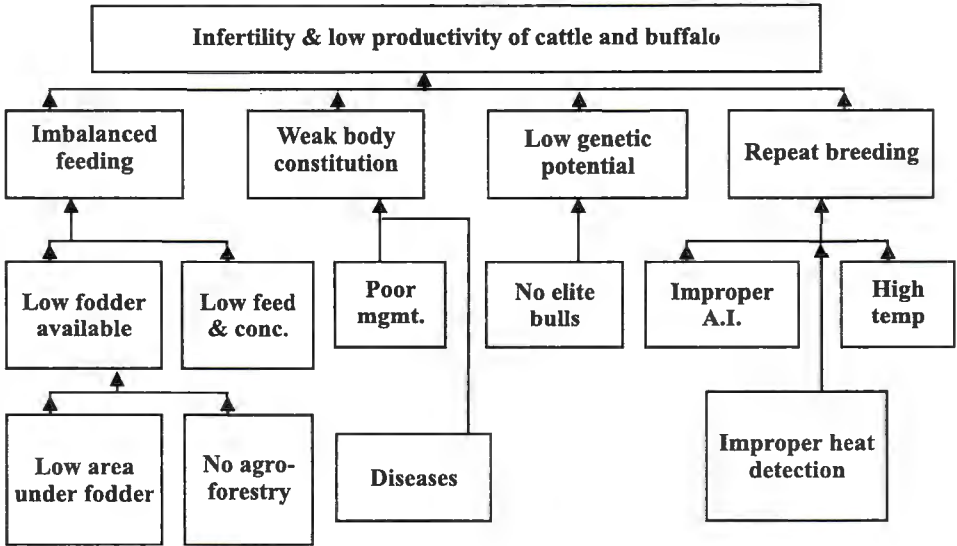 Infertility & low productivity of cattle and buffalo
Imbalanced
feeding
Weak body
constitution
Low genetic
potential
Repeat breeding
Low fodder
available
Low feed
& conc.
Poor
mgmt.
No elite
bulls
Improper
A.I.
High
temp
Low area
under fodder
No agro-
forestry
Diseases
Improper heat
detection